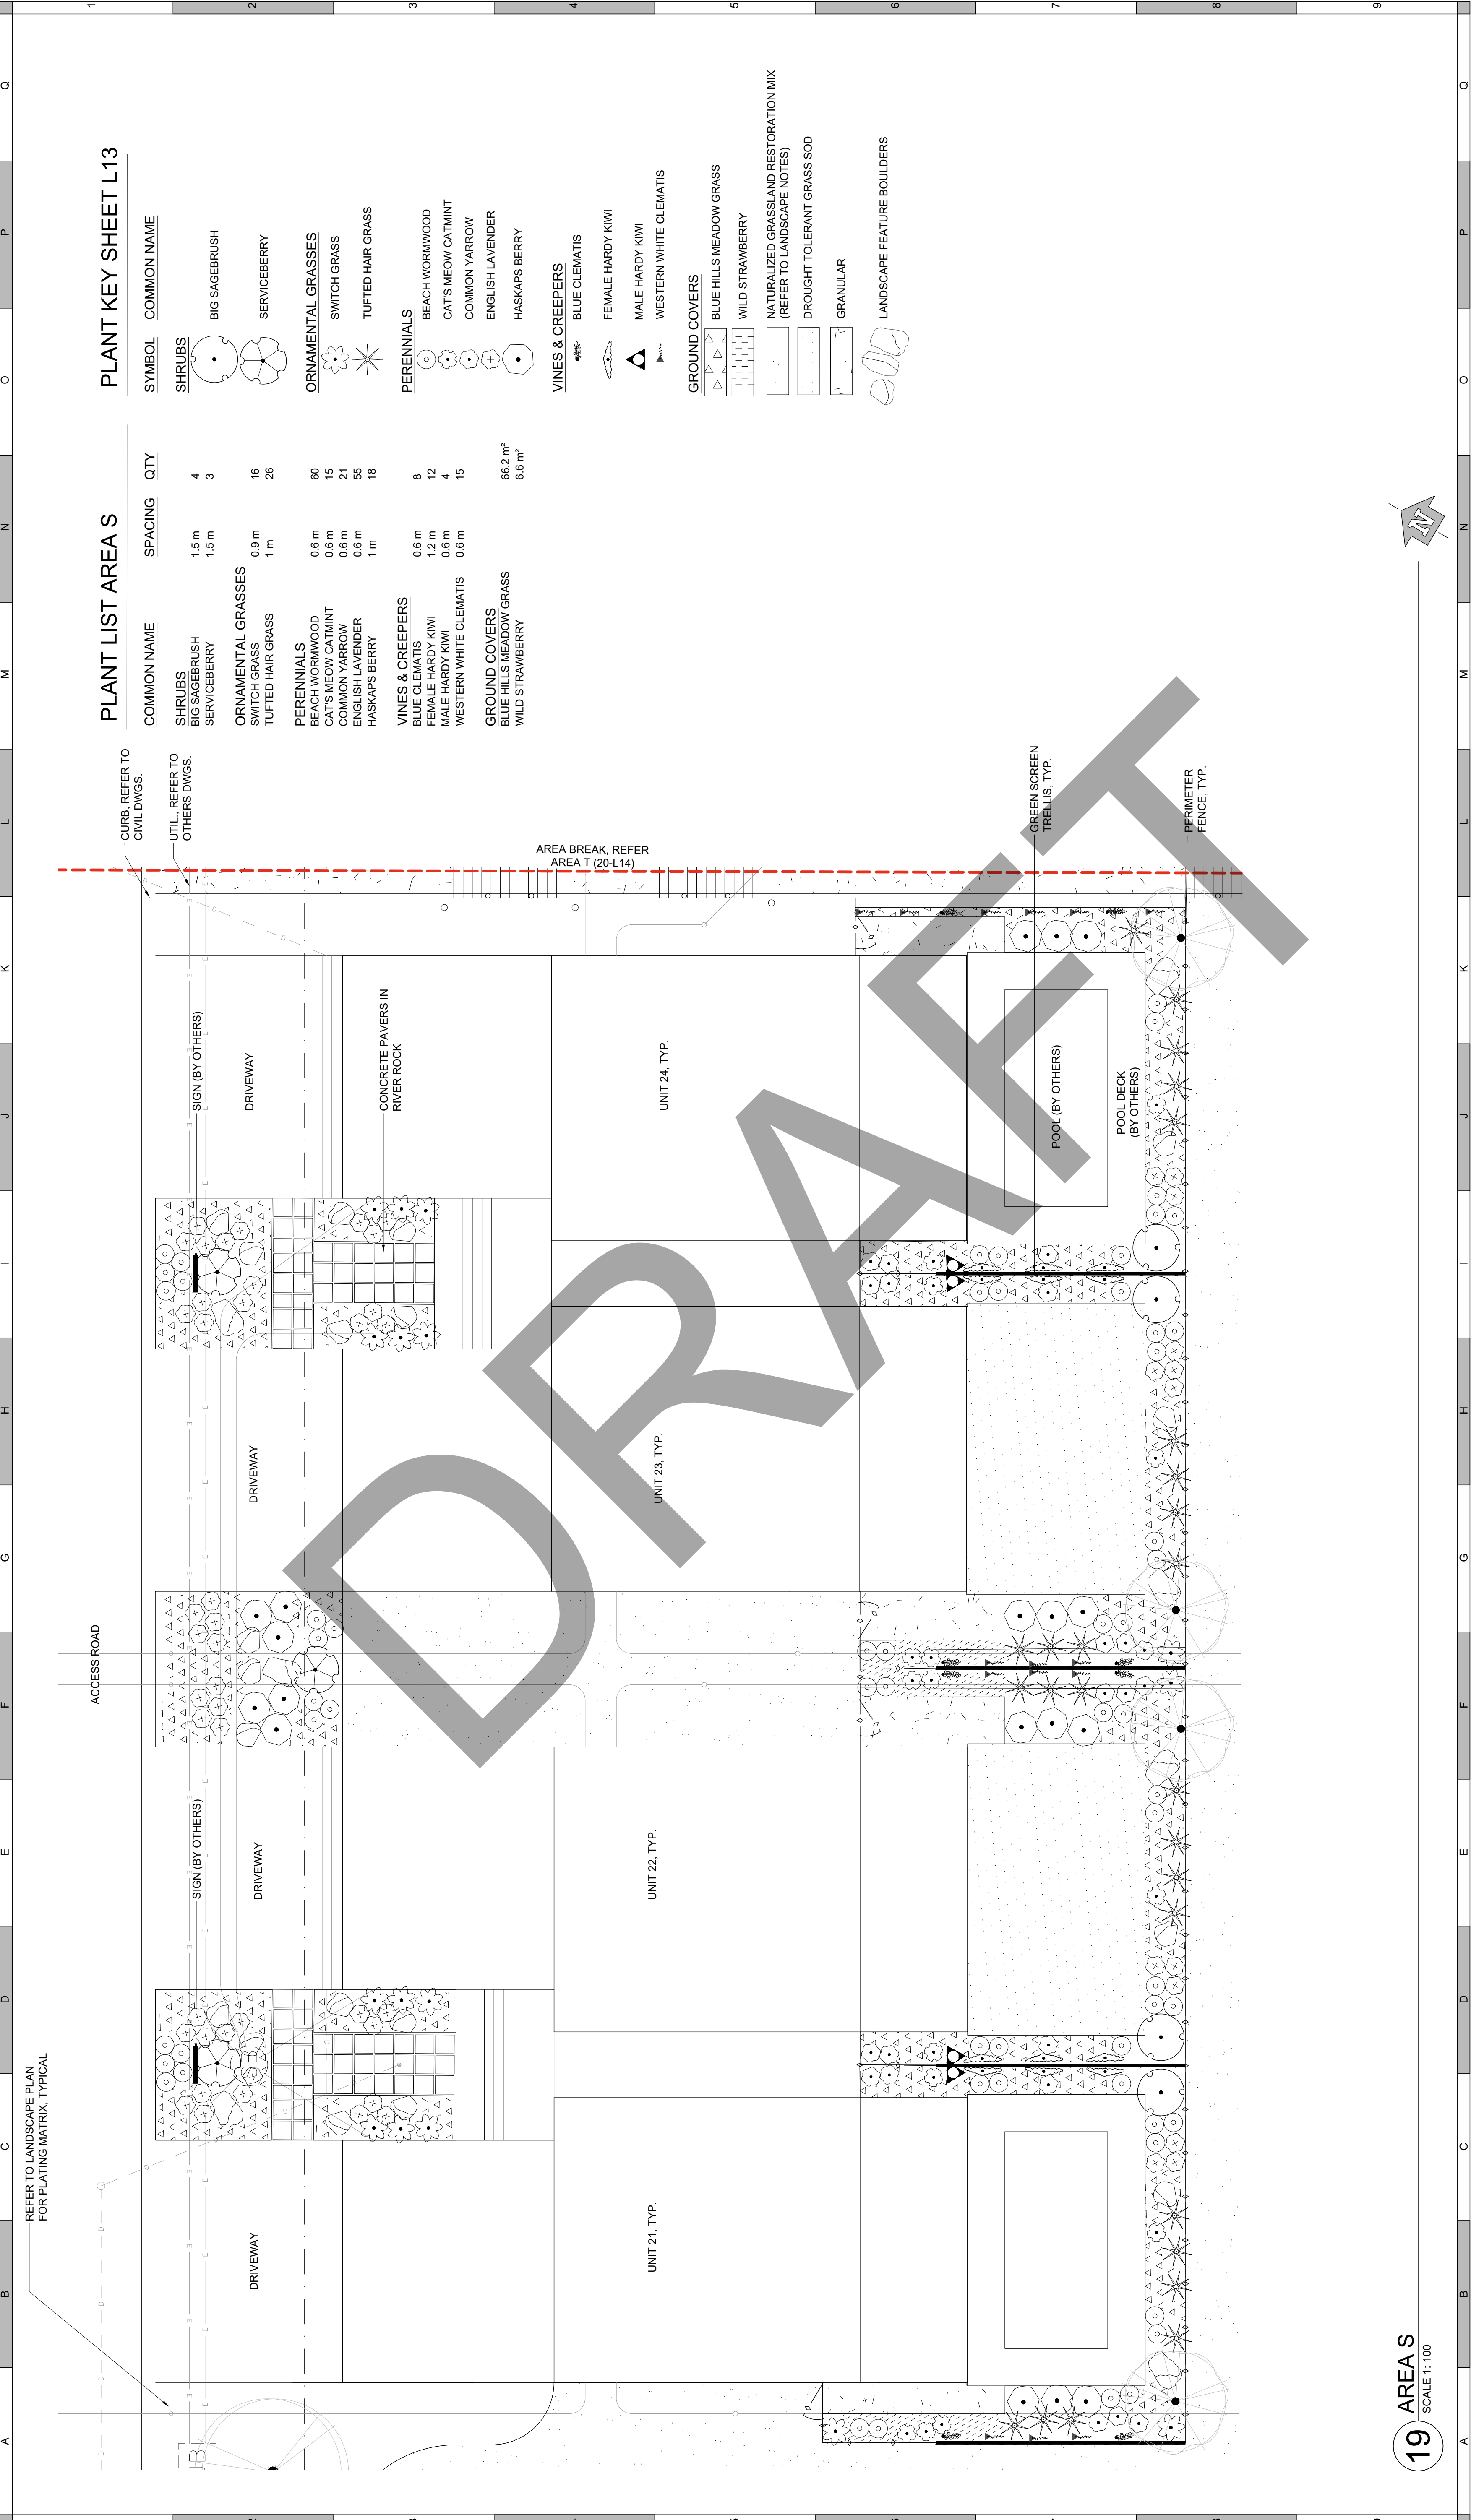 REFER TO LANDSCAPE PLAN
FOR PLATING MATRIX, TYPICAL
ACCESS ROAD
CURB, REFER TO
CIVIL DWGS.
UTIL., REFER TO
OTHERS DWGS.
SIGN (BY OTHERS)
SIGN (BY OTHERS)
DRIVEWAY
DRIVEWAY
DRIVEWAY
DRIVEWAY
CONCRETE PAVERS IN
RIVER ROCK
AREA BREAK, REFER
AREA T (20-L14)
UNIT 21, TYP.
UNIT 22, TYP.
UNIT 23, TYP.
UNIT 24, TYP.
POOL (BY OTHERS)
POOL DECK
(BY OTHERS)
GREEN SCREEN
TRELLIS, TYP.
PERIMETER
FENCE, TYP.
DRAFT
PLANT LIST AREA S
COMMON NAME SPACING QTY
SHRUBS
BIG SAGEBRUSH 1.5 m 4
SERVICEBERRY 1.5 m 3
ORNAMENTAL GRASSES
SWITCH GRASS 0.9 m 16
TUFTED HAIR GRASS 1 m 26
PERENNIALS
BEACH WORMWOOD 0.6 m 60
CAT'S MEOW CATMINT 0.6 m 15
COMMON YARROW 0.6 m 21
ENGLISH LAVENDER 0.6 m 55
HASKAPS BERRY 1 m 18
VINES & CREEPERS
BLUE CLEMATIS 0.6 m 8
FEMALE HARDY KIWI 1.2 m 12
MALE HARDY KIWI 0.6 m 4
WESTERN WHITE CLEMATIS 0.6 m 15
GROUND COVERS
BLUE HILLS MEADOW GRASS 66.2 m²
WILD STRAWBERRY 6.6 m²
PLANT KEY SHEET L13
SYMBOL COMMON NAME
SHRUBS
BIG SAGEBRUSH
SERVICEBERRY
ORNAMENTAL GRASSES
SWITCH GRASS
TUFTED HAIR GRASS
PERENNIALS
BEACH WORMWOOD
CAT'S MEOW CATMINT
COMMON YARROW
ENGLISH LAVENDER
HASKAPS BERRY
VINES & CREEPERS
BLUE CLEMATIS
FEMALE HARDY KIWI
MALE HARDY KIWI
WESTERN WHITE CLEMATIS
GROUND COVERS
BLUE HILLS MEADOW GRASS
WILD STRAWBERRY
NATURALIZED GRASSLAND RESTORATION MIX
(REFER TO LANDSCAPE NOTES)
DROUGHT TOLERANT GRASS SOD
GRANULAR
LANDSCAPE FEATURE BOULDERS
N
19
AREA S
SCALE 1: 100
A B C D E F G H I J K L M N O P Q
A B C D E F G H I J K L M N O P Q
1 2 3 4 5 6 7 8 9